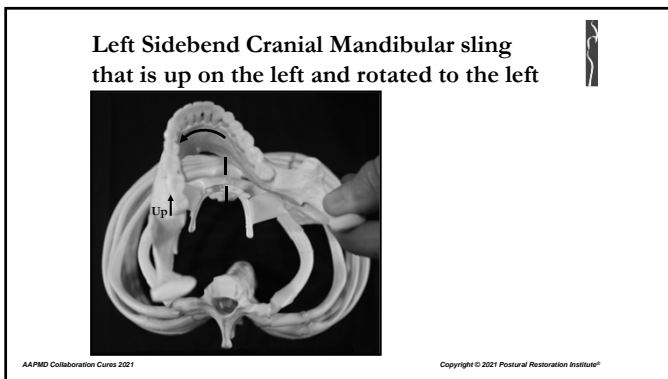 Left Sidebend Cranial Mandibular sling
that is up on the left and rotated to the left
Up
AAPMD Collaboration Cures 2021
Copyright © 2021 Postural Restoration Institute®